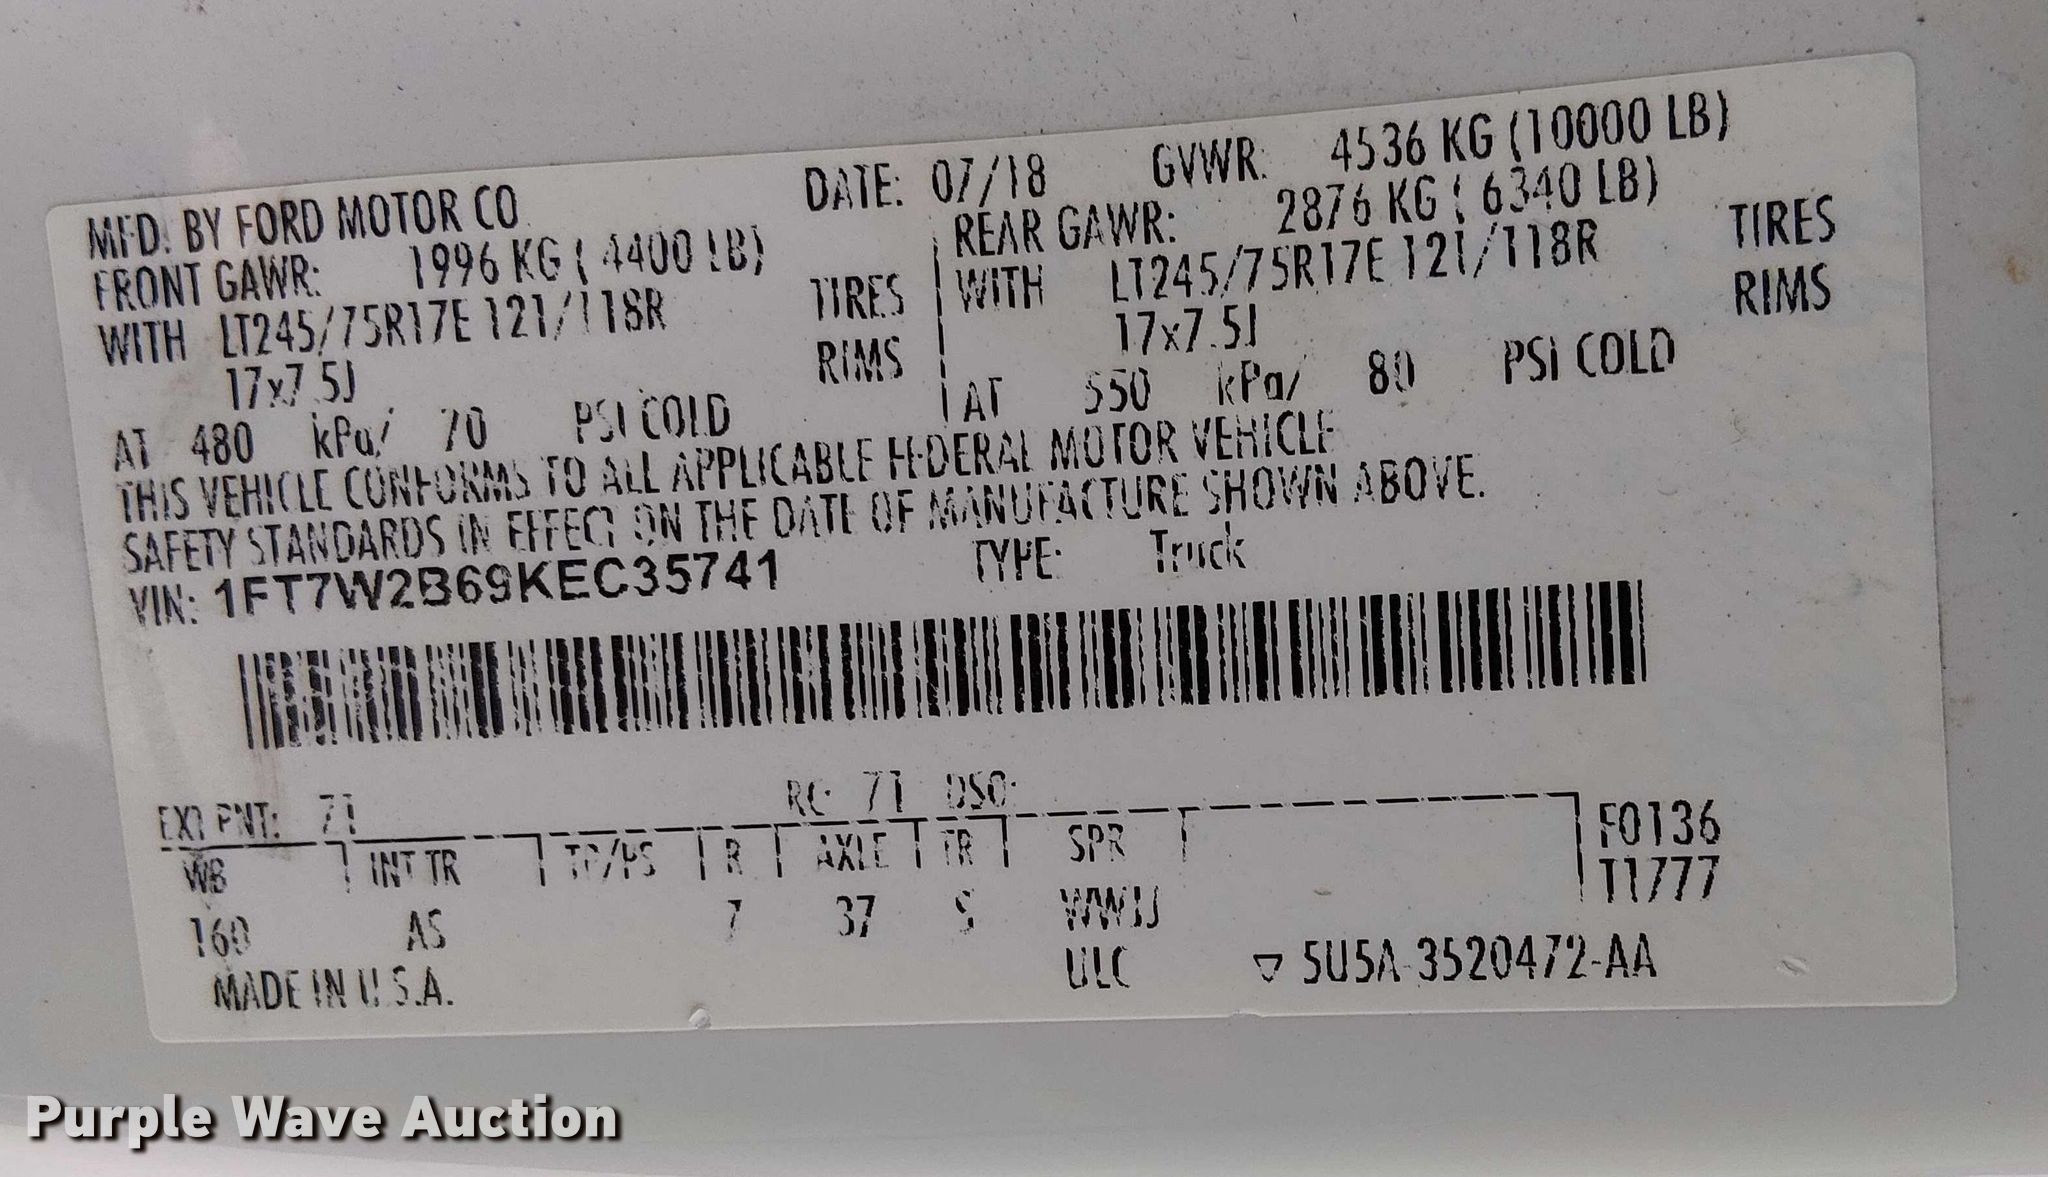 MFD. BY FORD MOTOR CO. DATE: 07/18 GVWR: 4536 KG (10000 LB)
FRONT GAWR: 1996 KG ( 4400 LB) REAR GAWR: 2876 KG ( 6340 LB)
WITH LT245/75R17E 121/118R TIRES WITH LT245/75R17E 121/118R TIRES
17x7.5J RIMS 17x7.5J RIMS
AT 480 kPa/ 70 PSI COLD AT 550 kPa/ 80 PSI COLD
THIS VEHICLE CONFORMS TO ALL APPLICABLE FEDERAL MOTOR VEHICLE
SAFETY STANDARDS IN EFFECT ON THE DATE OF MANUFACTURE SHOWN ABOVE.
VIN: 1FT7W2B69KEC35741 TYPE: Truck
EXT PNT: Z1 RC: 71 DSO:
WB INT TR TP/PS R AXLE TR SPR F0136
160 AS 7 37 S WW1J T1777
MADE IN U.S.A. ULC ▽ 5U5A-3520472-AA
Purple Wave Auction